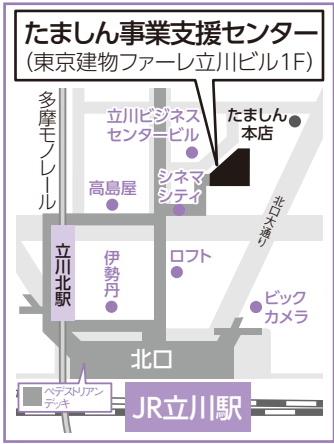 たましん事業支援センター
(東京建物ファーレ立川ビル1F)
多摩モノレール
立川ビジネス
センタービル
たましん
本店
高島屋
シネマ
シティ
北口大通り
立川北駅
伊勢丹
ロフト
ビック
カメラ
北口
ペデストリアン
デッキ
JR立川駅